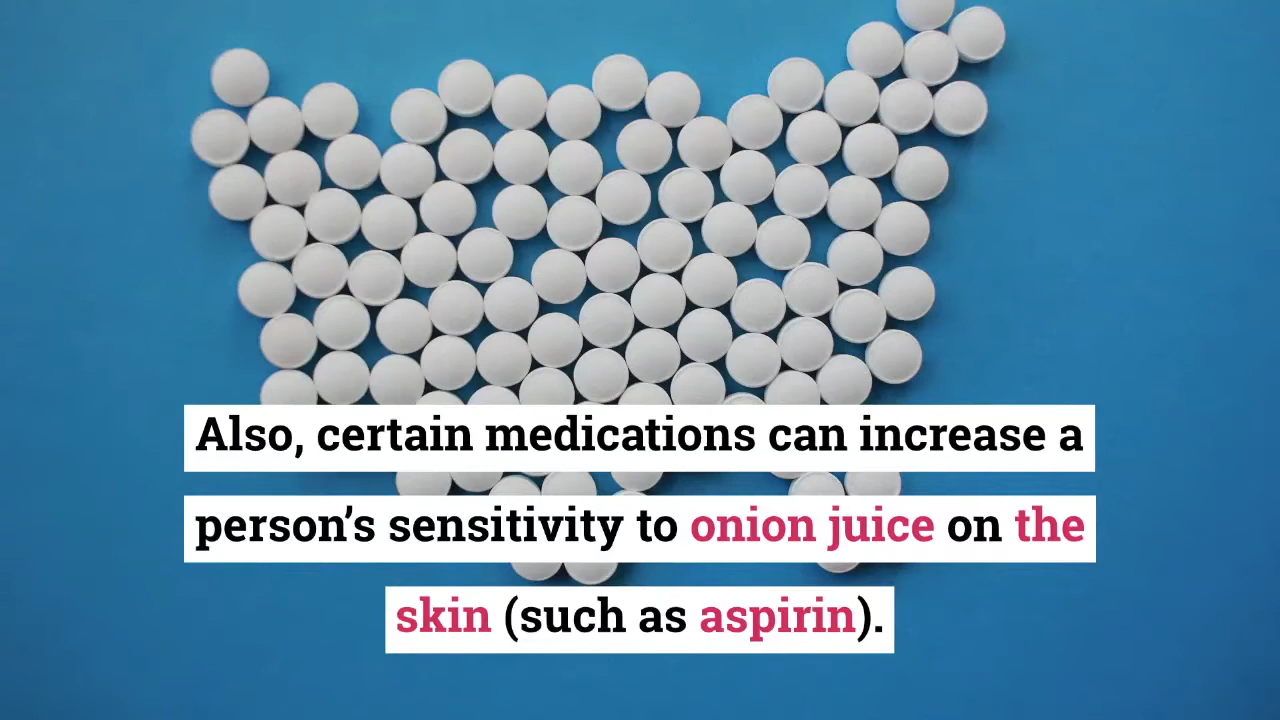 Also, certain medications can increase a
person’s sensitivity to onion juice on the
skin (such as aspirin).